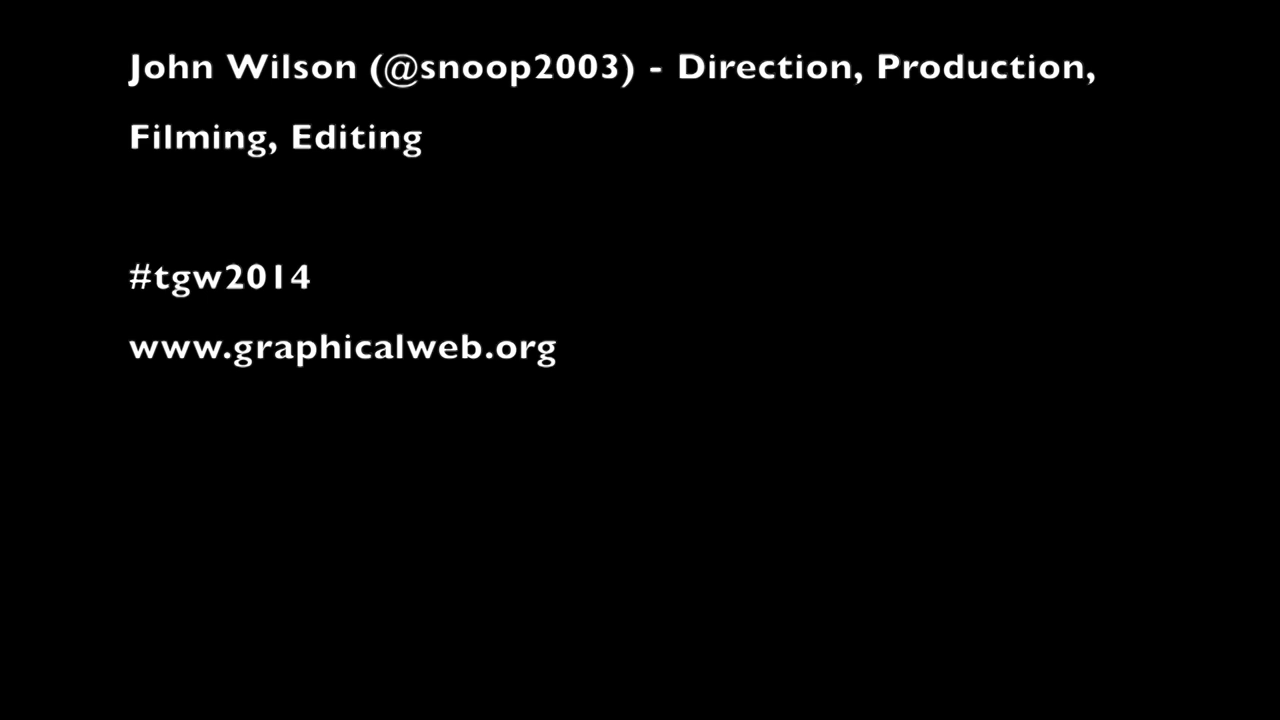 John Wilson (@snoop2003) - Direction, Production,
Filming, Editing
#tgw2014
www.graphicalweb.org